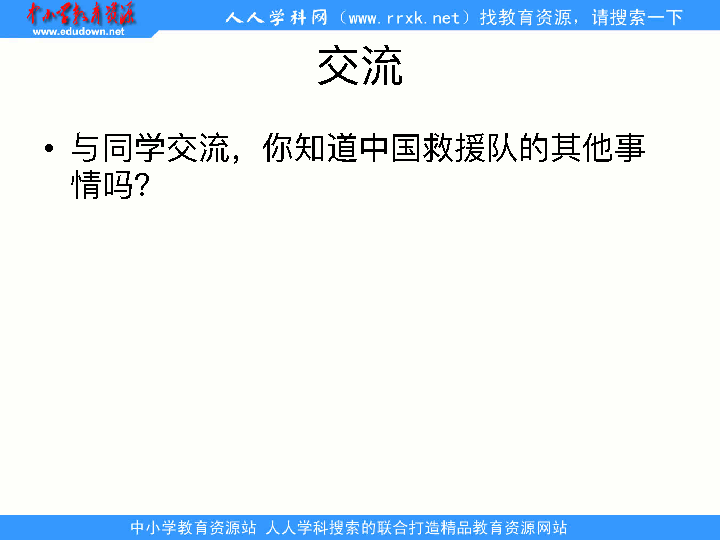 中小学教育资源
www.edudown.net
人人学科网（www.rrxk.net）找教育资源，请搜索一下
交流
• 与同学交流，你知道中国救援队的其他事
情吗？
中小学教育资源站 人人学科搜索的联合打造精品教育资源网站